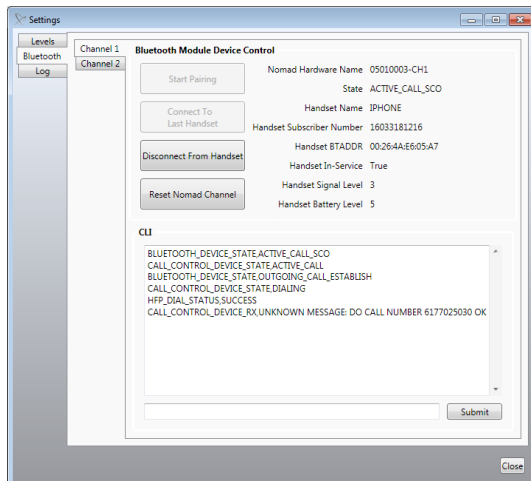 Settings
Levels
Bluetooth
Log
Channel 1
Channel 2
Bluetooth Module Device Control
Start Pairing
Connect To
Last Handset
Disconnect From Handset
Reset Nomad Channel
Nomad Hardware Name 05010003-CH1
State ACTIVE_CALL_SCO
Handset Name IPHONE
Handset Subscriber Number 16033181216
Handset BTADDR 00:26:4A:E6:05:A7
Handset In-Service True
Handset Signal Level 3
Handset Battery Level 5
CLI
BLUETOOTH_DEVICE_STATE,ACTIVE_CALL_SCO
CALL_CONTROL_DEVICE_STATE,ACTIVE_CALL
BLUETOOTH_DEVICE_STATE,OUTGOING_CALL_ESTABLISH
CALL_CONTROL_DEVICE_STATE,DIALING
HFP_DIAL_STATUS,SUCCESS
CALL_CONTROL_DEVICE_RX,UNKNOWN MESSAGE: DO CALL NUMBER 6177025030 OK
Submit
Close